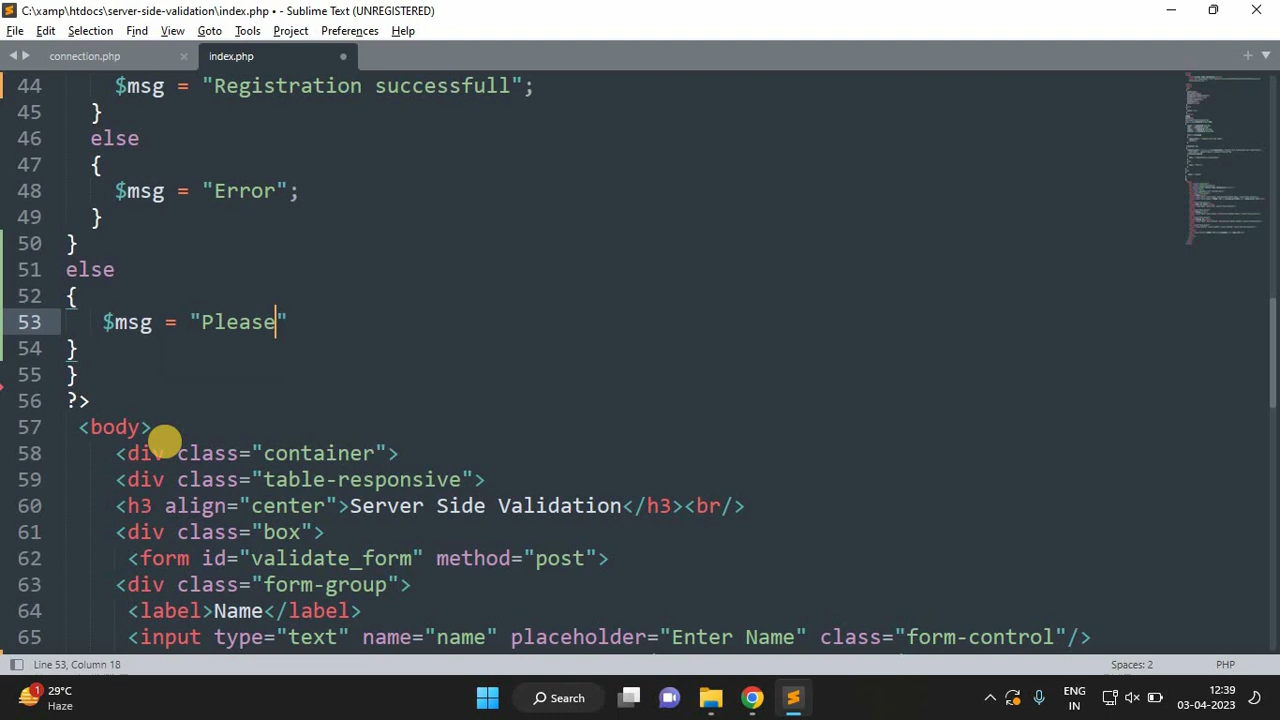 C:\xamp\htdocs\server-side-validation\index.php • - Sublime Text (UNREGISTERED)
File Edit Selection Find View Goto Tools Project Preferences Help
connection.php × index.php
44 $msg = "Registration successfull";
45 }
46 else
47 {
48 $msg = "Error";
49 }
50 }
51 else
52 {
53 $msg = "Please"
54 }
55 }
56 ?>
57 <body>
58 <div class="container">
59 <div class="table-responsive">
60 <h3 align="center">Server Side Validation</h3><br/>
61 <div class="box">
62 <form id="validate_form" method="post">
63 <div class="form-group">
64 <label>Name</label>
65 <input type="text" name="name" placeholder="Enter Name" class="form-control"/>
Line 53, Column 18 Spaces: 2 PHP
1 29°C Haze
Search
ENG IN
12:39
03-04-2023